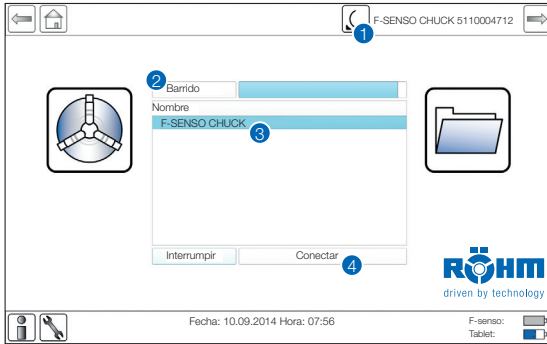 F-SENSO CHUCK 5110004712
1
2
Barrido
Nombre
F-SENSO CHUCK
3
Interrumpir
Conectar
4
RÖHM
driven by technology
Fecha: 10.09.2014 Hora: 07:56
F-senso:
Tablet: